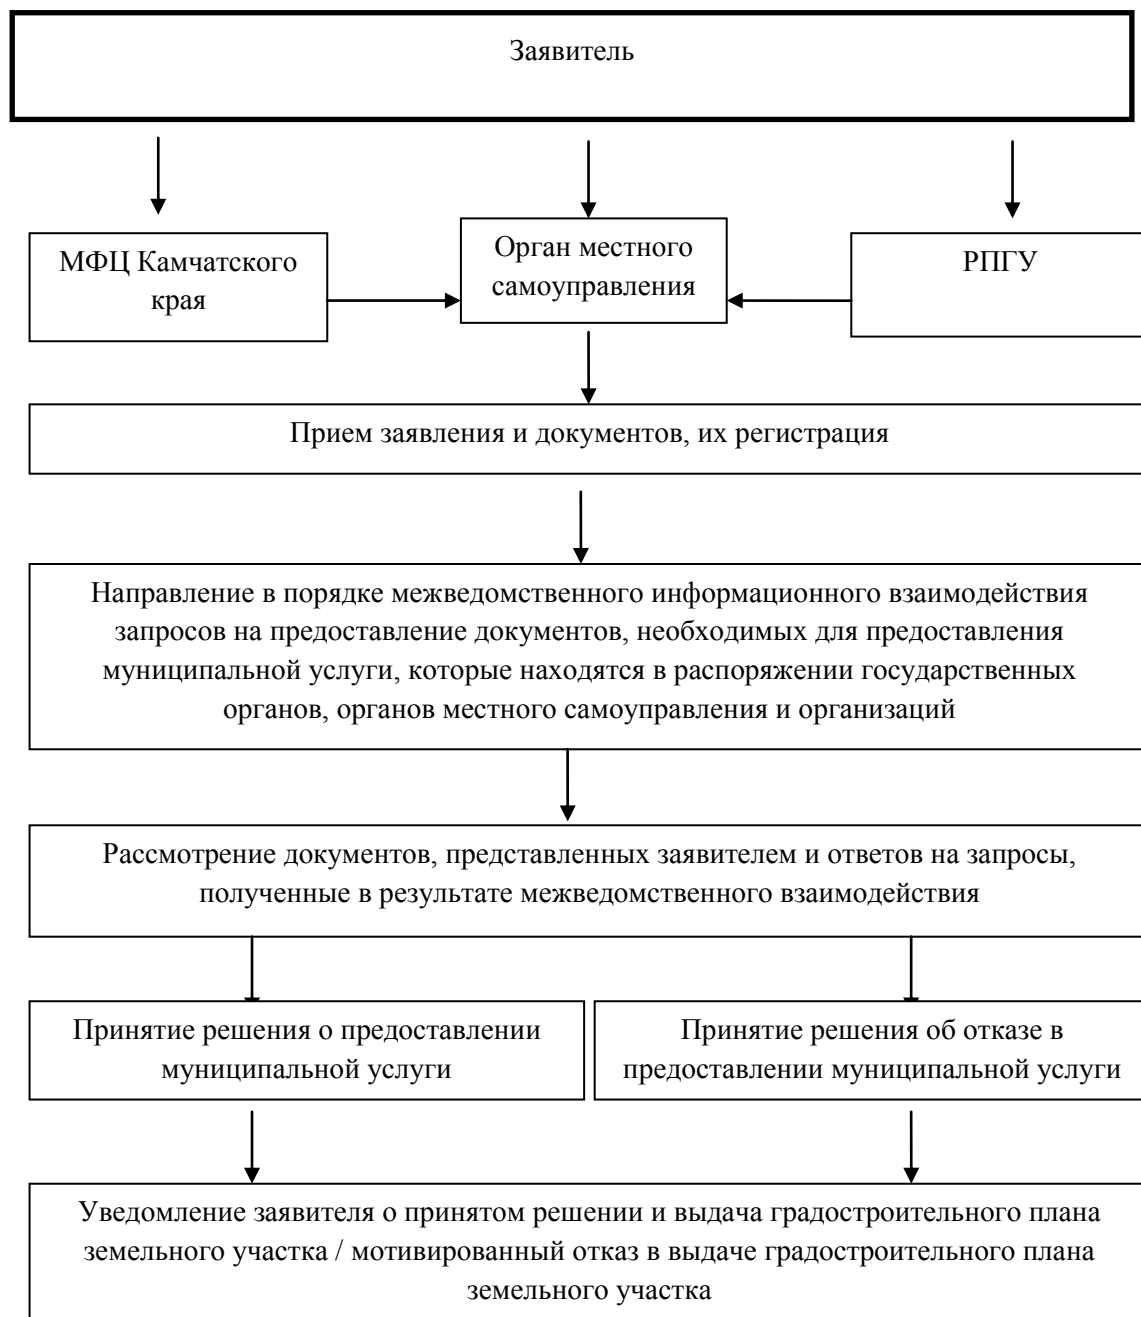 Заявитель
МФЦ Камчатского
края
Орган местного
самоуправления
РПГУ
Прием заявления и документов, их регистрация
Направление в порядке межведомственного информационного взаимодействия
запросов на предоставление документов, необходимых для предоставления
муниципальной услуги, которые находятся в распоряжении государственных
органов, органов местного самоуправления и организаций
Рассмотрение документов, представленных заявителем и ответов на запросы,
полученные в результате межведомственного взаимодействия
Принятие решения о предоставлении
муниципальной услуги
Принятие решения об отказе в
предоставлении муниципальной услуги
Уведомление заявителя о принятом решении и выдача градостроительного плана
земельного участка / мотивированный отказ в выдаче градостроительного плана
земельного участка